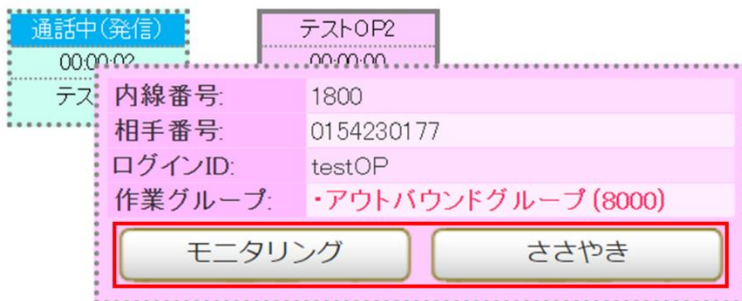 通話中(発信)
テストOP2
00:00:02
00:00:00
テス
内線番号: 1800
相手番号: 0154230177
ログインID: testOP
作業グループ: ・アウトバウンドグループ(8000)
モニタリング ささやき